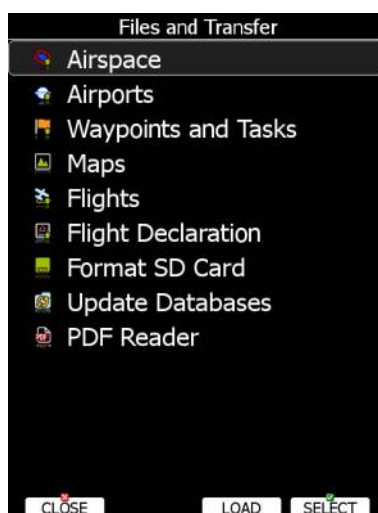 Files and Transfer
Airspace
Airports
Waypoints and Tasks
Maps
Flights
Flight Declaration
Format SD Card
Update Databases
PDF Reader
CLOSE LOAD SELECT